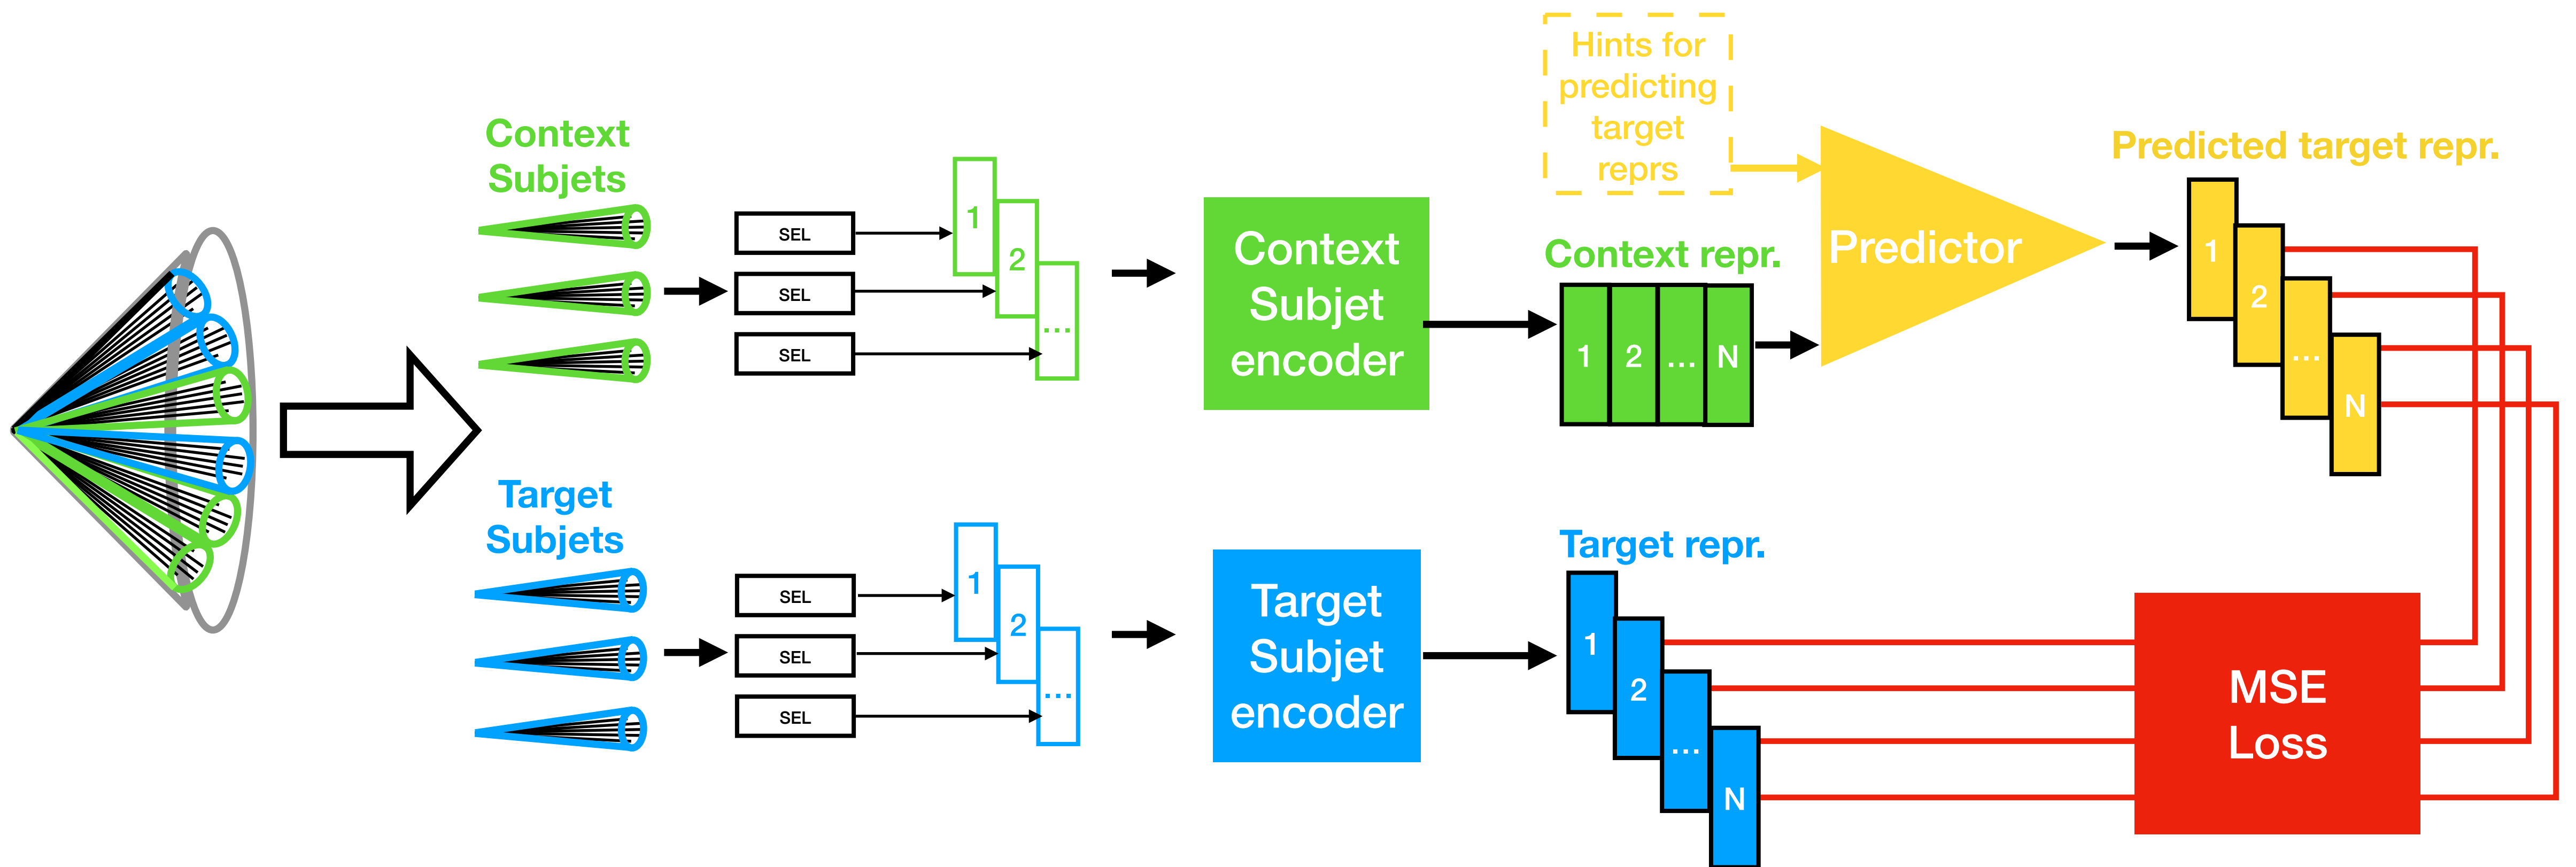 Context
Subjets
SEL
SEL
SEL
1
2
...
Context
Subjet
encoder
Hints for
predicting
target
reprs
Context repr.
1 2 ... N
Predictor
Predicted target repr.
1
2
...
N
Target
Subjets
SEL
SEL
SEL
1
2
...
Target
Subjet
encoder
Target repr.
1
2
...
N
MSE
Loss